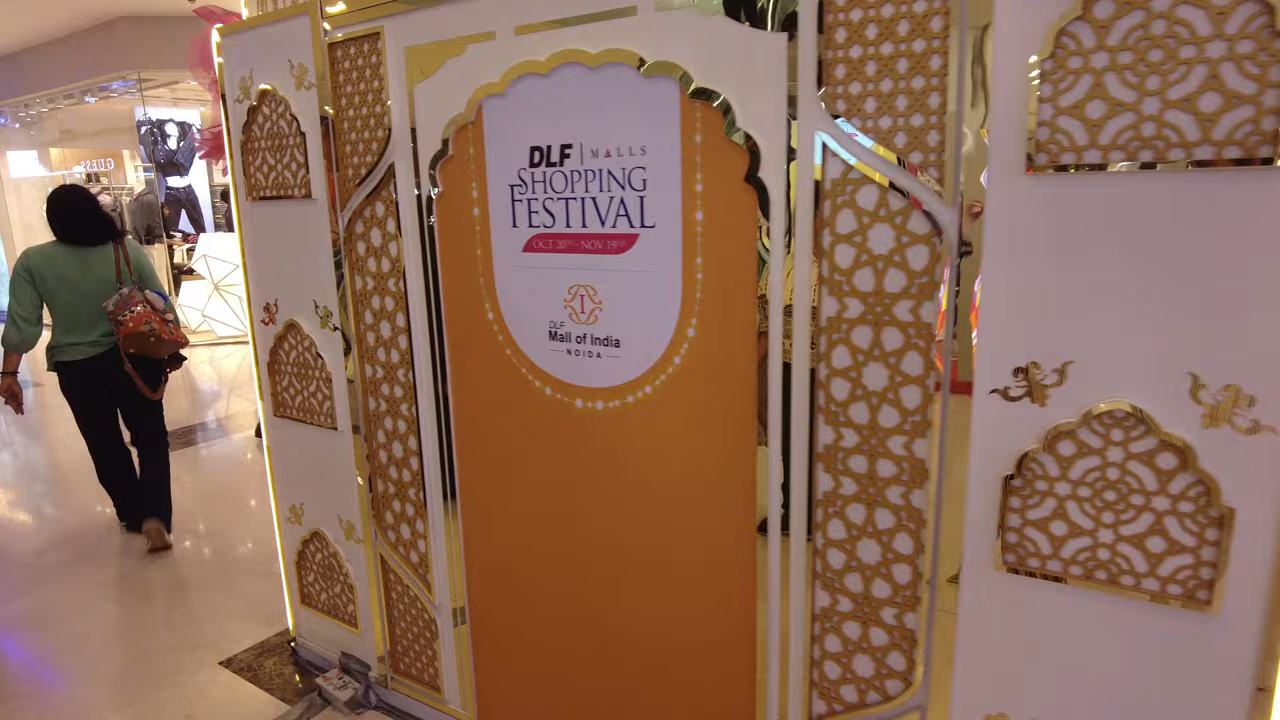 GUESS
DLF | MALLS
SHOPPING
FESTIVAL
OCT 20TH - NOV 19TH
I
DLF
Mall of India
NOIDA